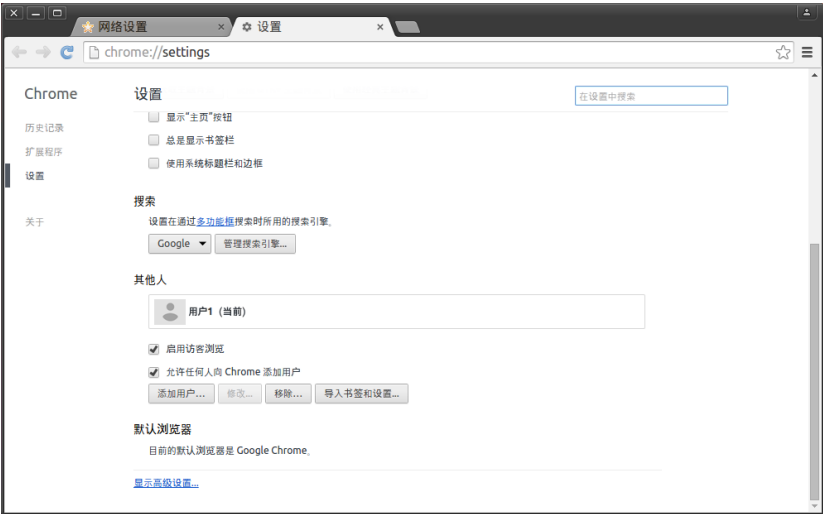 网络设置 ×
设置 ×
chrome://settings
Chrome
设置
在设置中搜索
历史记录
扩展程序
设置
关于
显示“主页”按钮
总是显示书签栏
使用系统标题栏和边框
搜索
设置在通过多功能框搜索时所用的搜索引擎。
Google 管理搜索引擎...
其他人
用户1（当前）
启用访客浏览
允许任何人向 Chrome 添加用户
添加用户... 修改... 移除... 导入书签和设置...
默认浏览器
目前的默认浏览器是 Google Chrome。
显示高级设置...